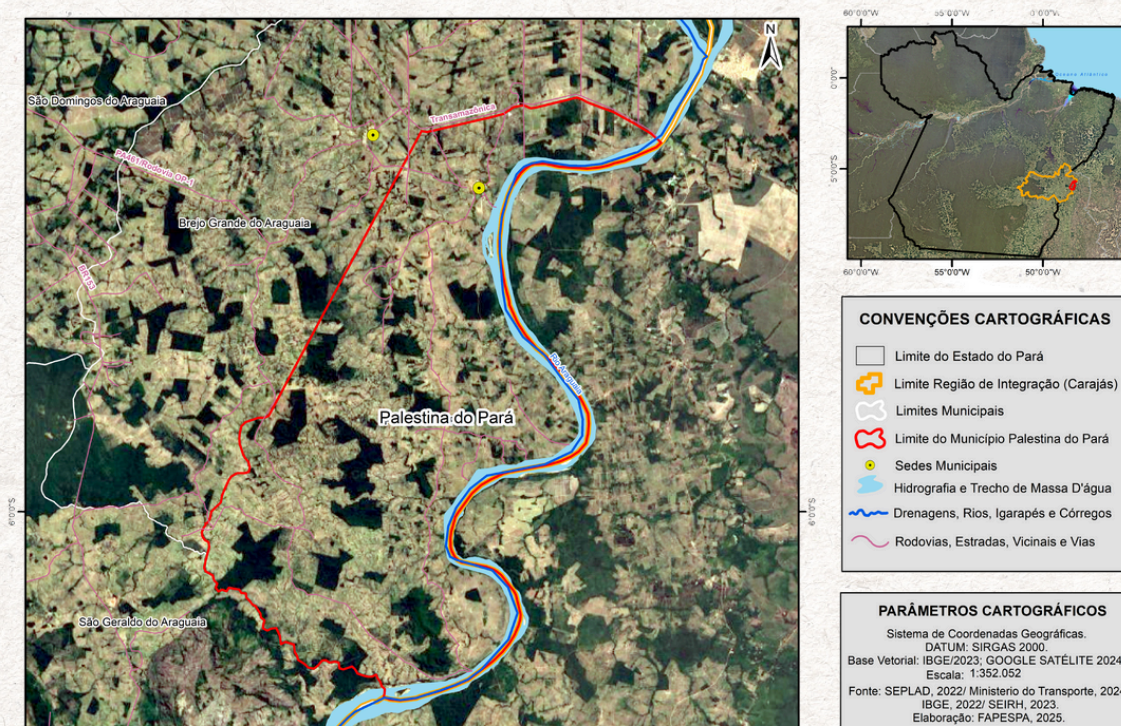 N
São Domingos do Araguaia
Transamazônica
PA461/Rodovia OP-1
Brejo Grande do Araguaia
BR153
Rio Araguaia
Palestina do Pará
São Geraldo do Araguaia
6°0'0"S
6°0'0"S
60°0'0"W
55°0'0"W
0°0'0"
5°0'0"S
Oceano Atlântico
60°0'0"W
55°0'0"W
50°0'0"W
CONVENÇÕES CARTOGRÁFICAS
Limite do Estado do Pará
Limite Região de Integração (Carajás)
Limites Municipais
Limite do Município Palestina do Pará
Sedes Municipais
Hidrografia e Trecho de Massa D'água
Drenagens, Rios, Igarapés e Córregos
Rodovias, Estradas, Vicinais e Vias
PARÂMETROS CARTOGRÁFICOS
Sistema de Coordenadas Geográficas.
DATUM: SIRGAS 2000.
Base Vetorial: IBGE/2023; GOOGLE SATÉLITE 2024
Escala: 1:352.052
Fonte: SEPLAD, 2022/ Ministerio do Transporte, 2024
IBGE, 2022/ SEIRH, 2023.
Elaboração: FAPESPA, 2025.